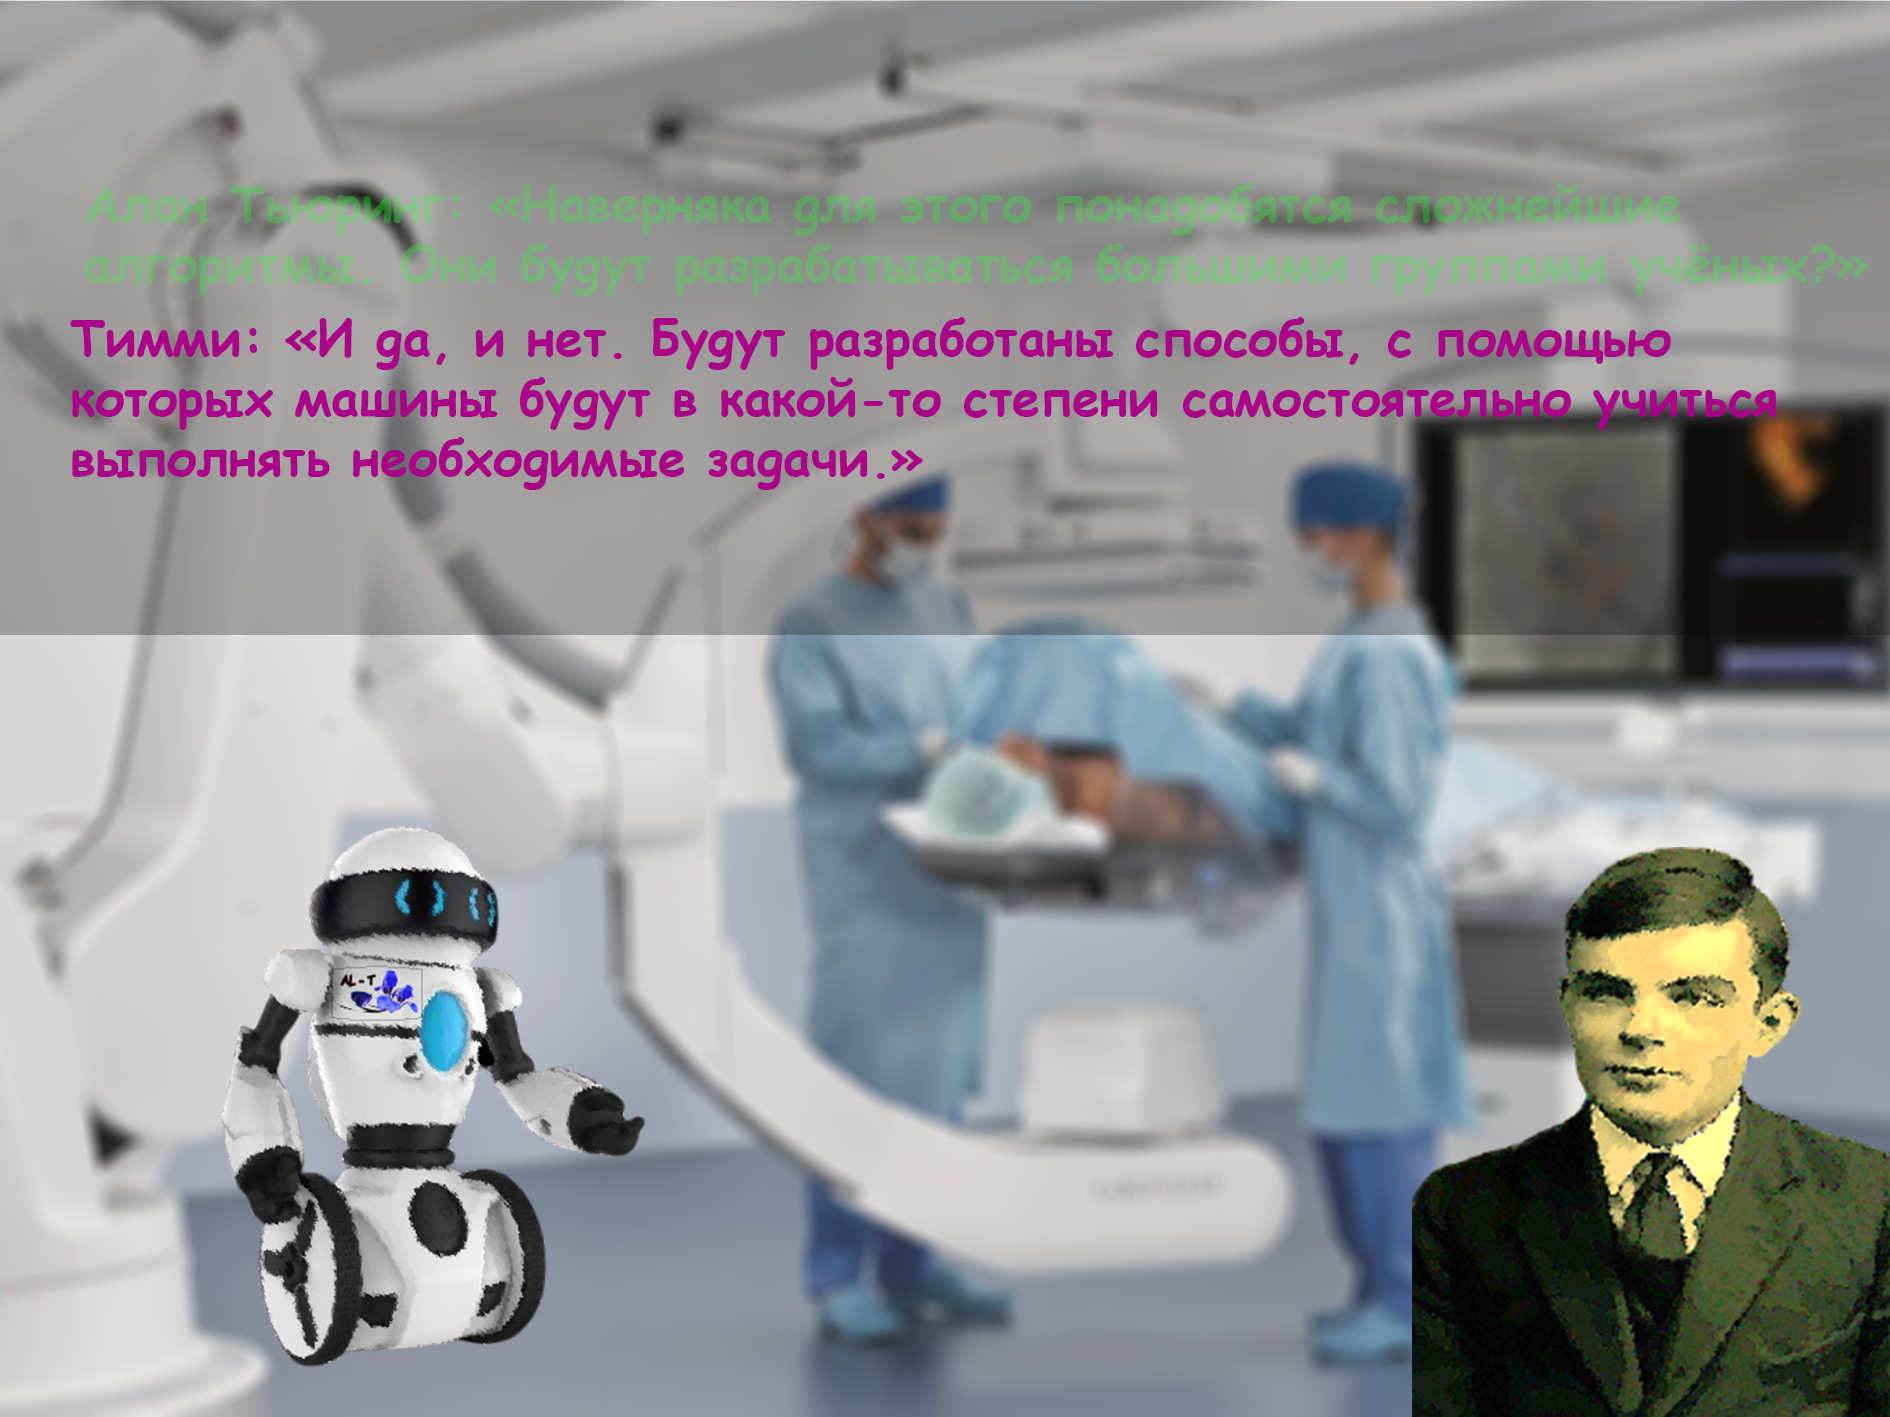 Алан Тьюринг: «Наверняка для этого понадобятся сложнейшие
алгоритмы. Они будут разрабатываться большими группами учёных?»
Тимми: «И да, и нет. Будут разработаны способы, с помощью
которых машины будут в какой-то степени самостоятельно учиться
выполнять необходимые задачи.»
AL-T